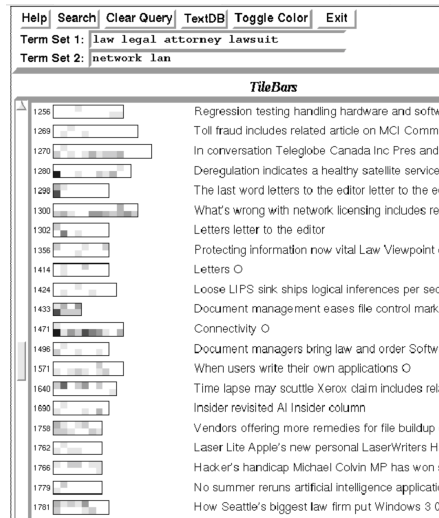 Help Search Clear Query TextDB Toggle Color Exit
Term Set 1: law legal attorney lawsuit
Term Set 2: network lan
TileBars
1256 Regression testing handling hardware and softw
1269 Toll fraud includes related article on MCI Comm
1270 In conversation Teleglobe Canada Inc Pres and
1280 Deregulation indicates a healthy satellite service
1298 The last word letters to the editor letter to the e
1300 What's wrong with network licensing includes re
1302 Letters letter to the editor
1356 Protecting information now vital Law Viewpoint
1414 Letters O
1424 Loose LIPS sink ships logical inferences per sec
1433 Document management eases file control mark
1471 Connectivity O
1496 Document managers bring law and order Softw
1571 When users write their own applications O
1640 Time lapse may scuttle Xerox claim includes rel
1690 Insider revisited AI Insider column
1758 Vendors offering more remedies for file buildup
1762 Laser Lite Apple's new personal LaserWriters H
1766 Hacker's handicap Michael Colvin MP has won
1779 No summer reruns artificial intelligence applicati
1781 How Seattle's biggest law firm put Windows 3